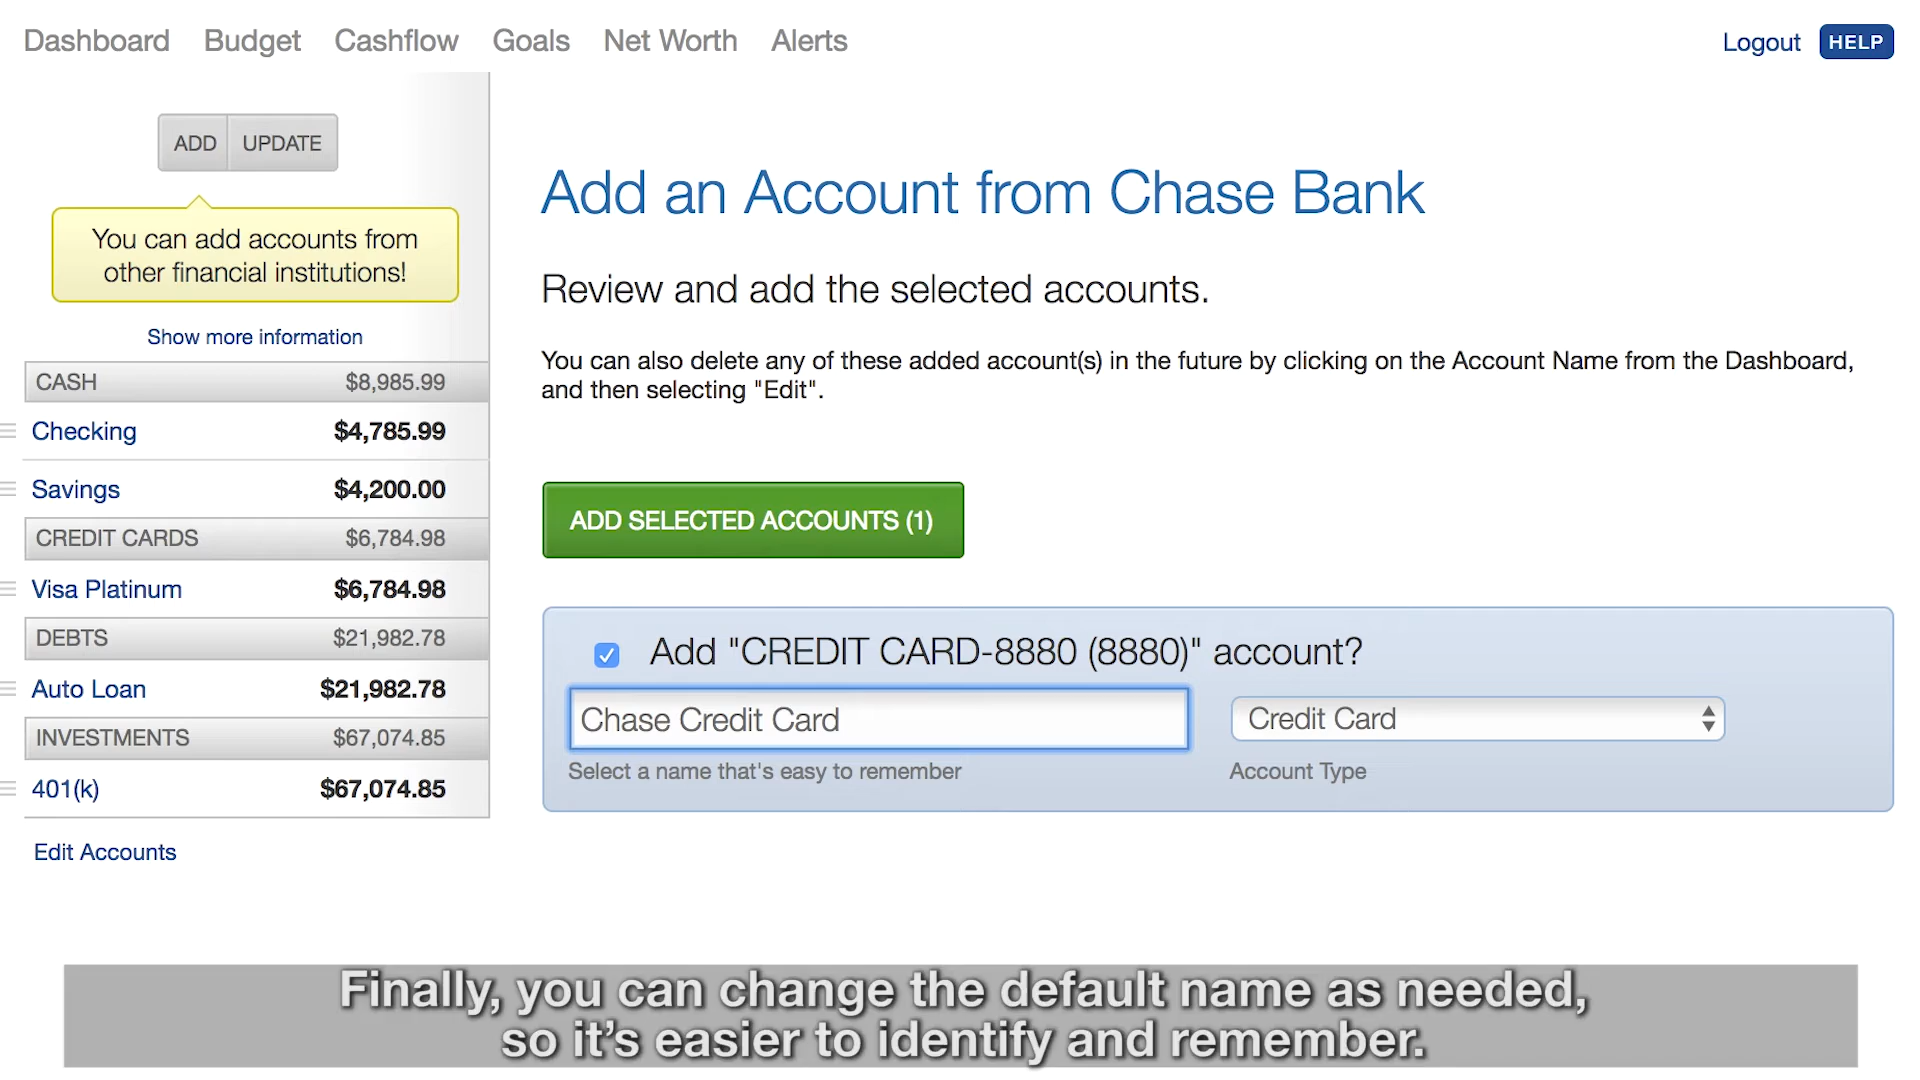 Dashboard Budget Cashflow Goals Net Worth Alerts
Logout HELP
ADD UPDATE
You can add accounts from
other financial institutions!
Show more information
CASH $8,985.99
Checking $4,785.99
Savings $4,200.00
CREDIT CARDS $6,784.98
Visa Platinum $6,784.98
DEBTS $21,982.78
Auto Loan $21,982.78
INVESTMENTS $67,074.85
401(k) $67,074.85
Edit Accounts
Add an Account from Chase Bank
Review and add the selected accounts.
You can also delete any of these added account(s) in the future by clicking on the Account Name from the Dashboard,
and then selecting "Edit".
ADD SELECTED ACCOUNTS (1)
Add "CREDIT CARD-8880 (8880)" account?
Chase Credit Card
Credit Card
Select a name that's easy to remember
Account Type
Finally, you can change the default name as needed,
so it’s easier to identify and remember.